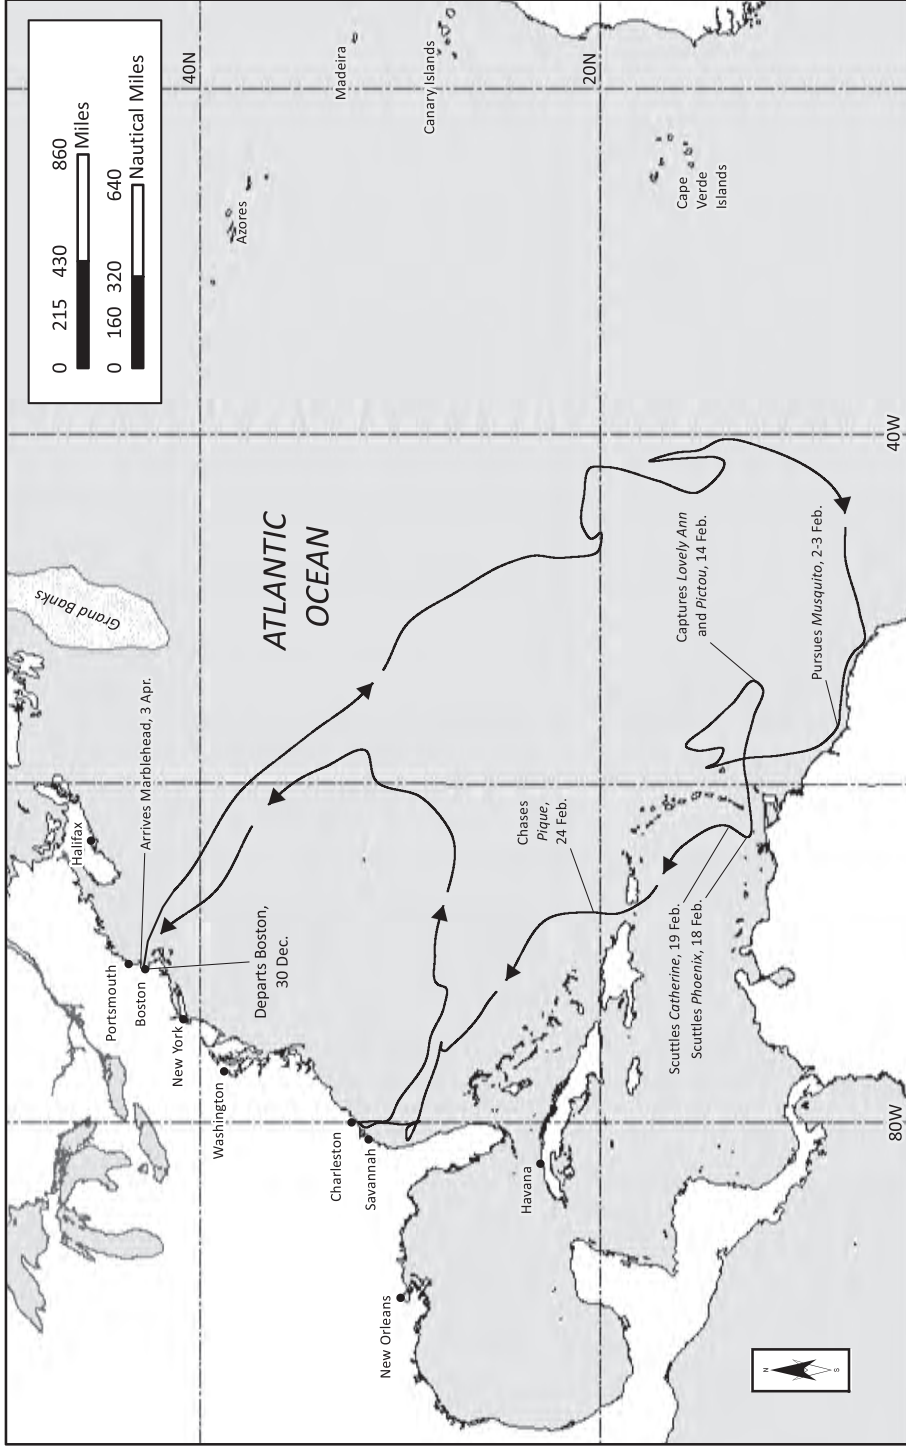 0 215 430 860
Miles
0 160 320 640
Nautical Miles
40N
20N
40W
80W
Madeira
Canary Islands
Azores
Cape
Verde
Islands
Grand Banks
ATLANTIC
OCEAN
Halifax
Arrives Marblehead, 3 Apr.
Portsmouth
Boston
Departs Boston,
30 Dec.
New York
Washington
Charleston
Savannah
New Orleans
Havana
Chases
Pique,
24 Feb.
Captures Lovely Ann
and Pictou, 14 Feb.
Pursues Musquito, 2-3 Feb.
Scuttles Catherine, 19 Feb.
Scuttles Phoenix, 18 Feb.
N
S